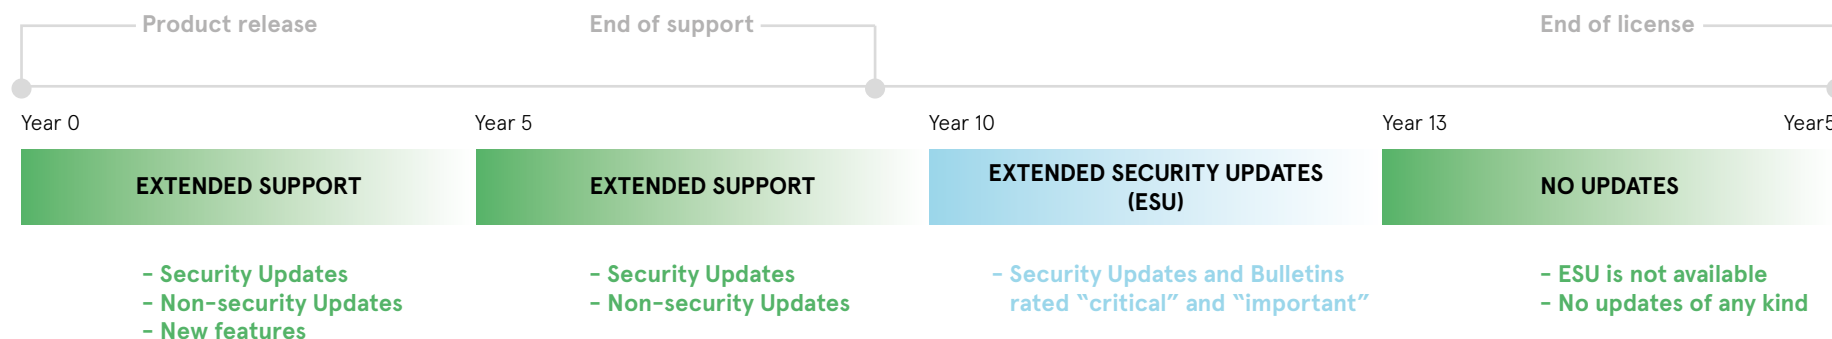 Product release
End of support
End of license
Year 0
Year 5
Year 10
Year 13
Year5
EXTENDED SUPPORT
EXTENDED SUPPORT
EXTENDED SECURITY UPDATES
(ESU)
NO UPDATES
- Security Updates
- Non-security Updates
- New features
- Security Updates
- Non-security Updates
- Security Updates and Bulletins
rated “critical” and “important”
- ESU is not available
- No updates of any kind